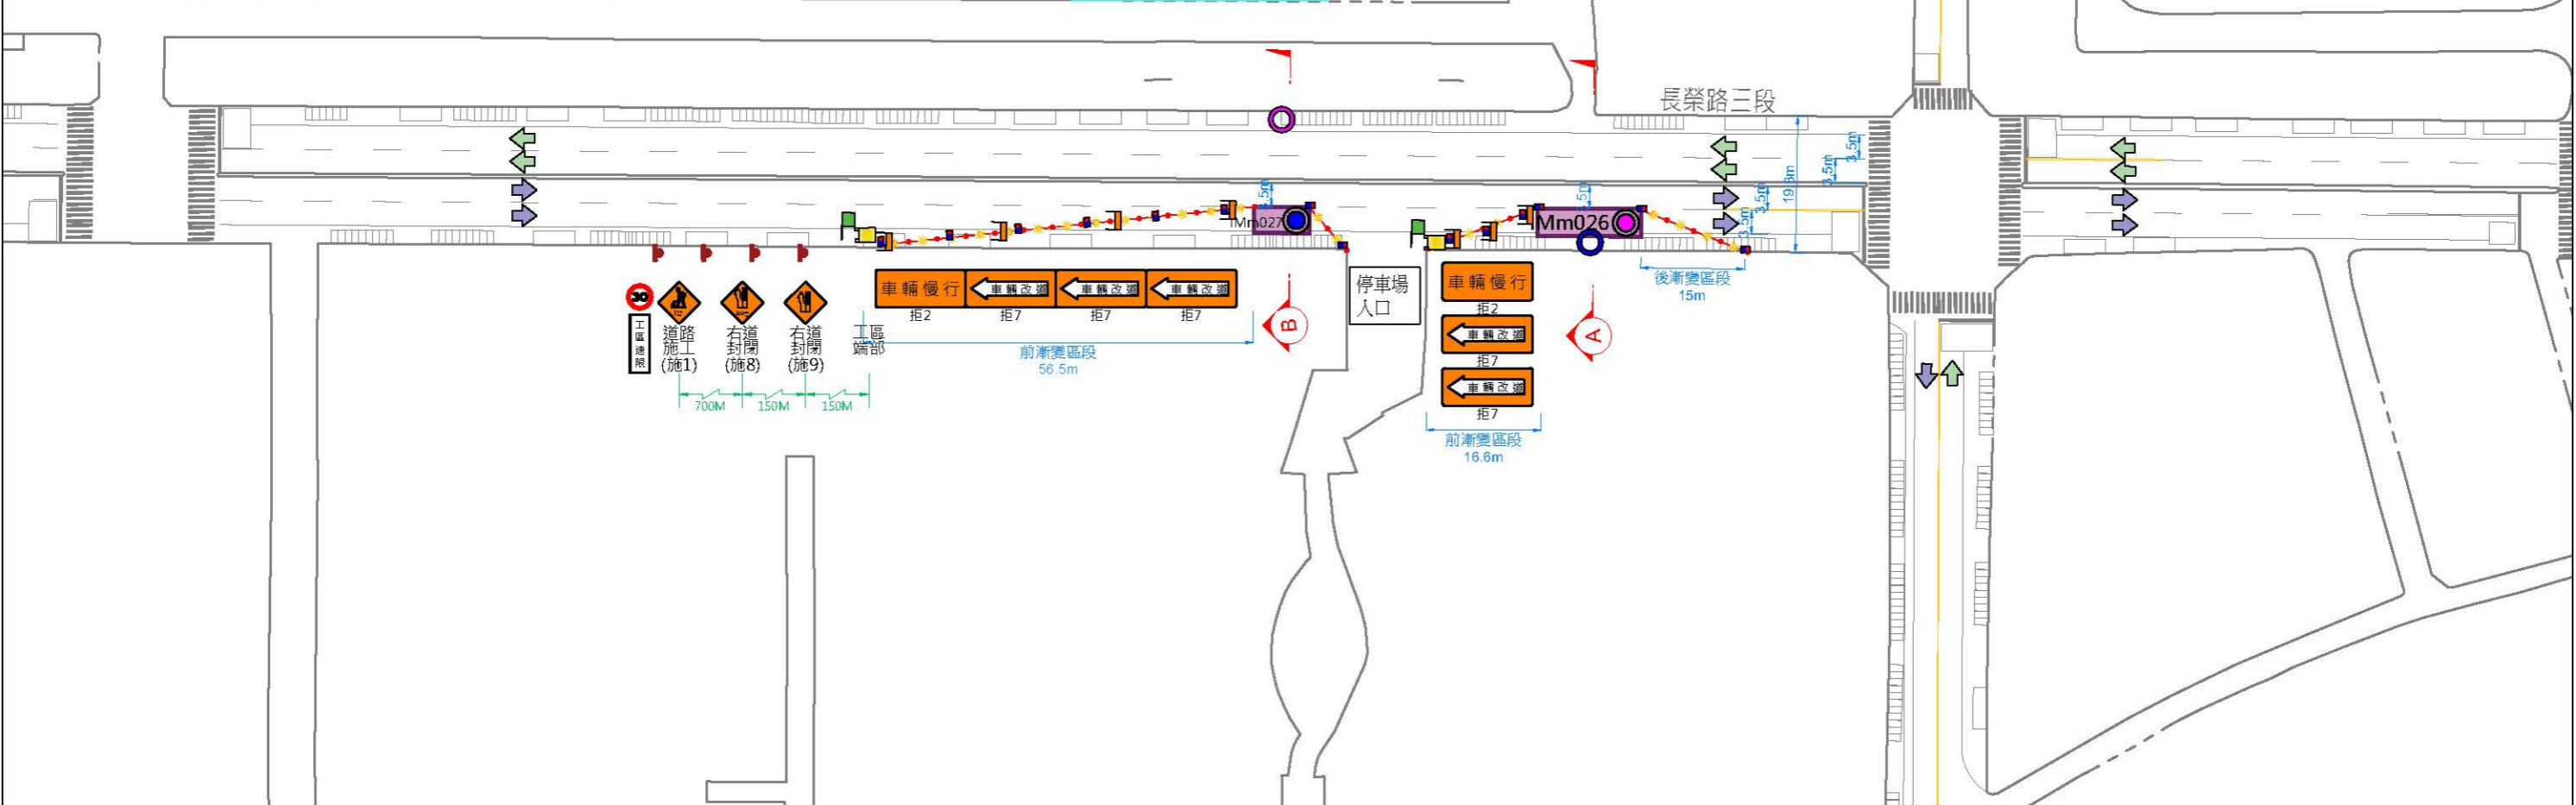 長榮路三段
3.5m
3.5m
19.3m
3.5m
3.5m
.5m
.5m
Mm027
Mm026
後漸變區段
15m
停車場
入口
30
工區速限
道路
施工
(施1)
右道
封閉
(施8)
右道
封閉
(施9)
工區
端部
700M
150M
150M
車輛慢行
拒2
車輛改道
拒7
車輛改道
拒7
車輛改道
拒7
前漸變區段
56.5m
B
車輛慢行
拒2
車輛改道
拒7
車輛改道
拒7
前漸變區段
16.6m
A